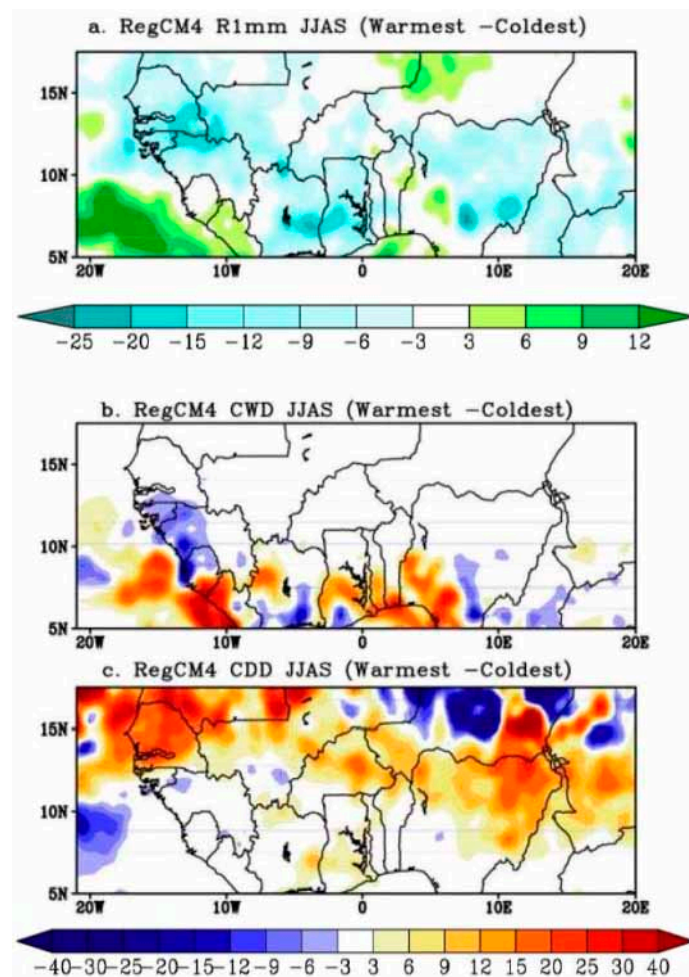 a. RegCM4 R1mm JJAS (Warmest −Coldest)
15N
10N
5N
20W 10W 0 10E 20E
−25 −20 −15 −12 −9 −6 −3 3 6 9 12
b. RegCM4 CWD JJAS (Warmest −Coldest)
15N
10N
5N
20W 10W 0 10E 20E
c. RegCM4 CDD JJAS (Warmest −Coldest)
15N
10N
5N
20W 10W 0 10E 20E
−40−30−25−20−15−12−9 −6 −3 3 6 9 12 15 20 25 30 40